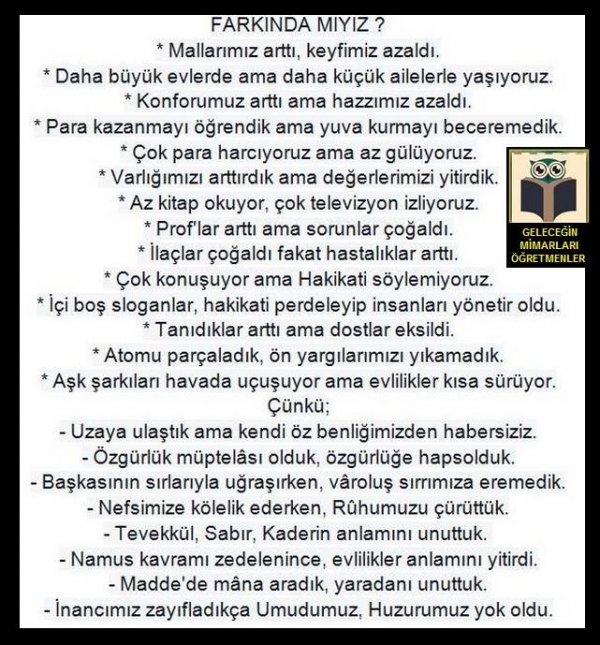 FARKINDA MIYIZ ?
* Mallarımız arttı, keyfimiz azaldı.
* Daha büyük evlerde ama daha küçük ailelerle yaşıyoruz.
* Konforumuz arttı ama hazzımız azaldı.
* Para kazanmayı öğrendik ama yuva kurmayı beceremedik.
* Çok para harcıyoruz ama az gülüyoruz.
* Varlığımızı arttırdık ama değerlerimizi yitirdik.
* Az kitap okuyor, çok televizyon izliyoruz.
* Prof'lar arttı ama sorunlar çoğaldı.
* İlaçlar çoğaldı fakat hastalıklar arttı.
* Çok konuşuyor ama Hakikati söylemiyoruz.
* İçi boş sloganlar, hakikati perdeleyip insanları yönetir oldu.
* Tanıdıklar arttı ama dostlar eksildi.
* Atomu parçaladık, ön yargılarımızı yıkamadık.
* Aşk şarkıları havada uçuşuyor ama evlilikler kısa sürüyor.
Çünkü;
- Uzaya ulaştık ama kendi öz benliğimizden habersiziz.
- Özgürlük müptelâsı olduk, özgürlüğe hapsolduk.
- Başkasının sırlarıyla uğraşırken, vâroluş sırrımıza eremedik.
- Nefsimize kölelik ederken, Rûhumuzu çürüttük.
- Tevekkül, Sabır, Kaderin anlamını unuttuk.
- Namus kavramı zedelenince, evlilikler anlamını yitirdi.
- Madde'de mâna aradık, yaradanı unuttuk.
- İnancımız zayıfladıkça Umudumuz, Huzurumuz yok oldu.
GELECEĞİN
MİMARLARI
ÖĞRETMENLER